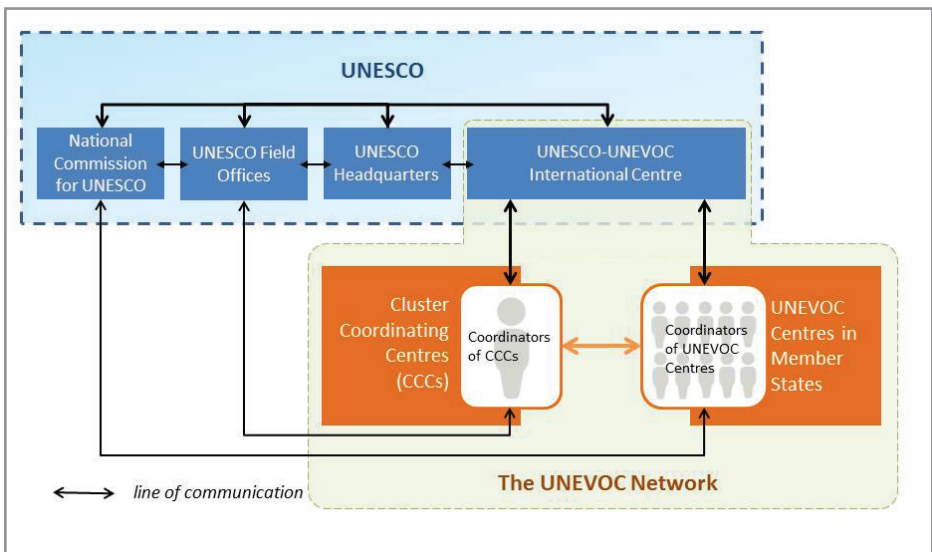 UNESCO
National
Commission
for UNESCO
UNESCO Field
Offices
UNESCO
Headquarters
UNESCO-UNEVOC
International Centre
Cluster
Coordinating
Centres
(CCCs)
Coordinators
of CCCs
Coordinators
of UNEVOC
Centres
UNEVOC
Centres in
Member
States
line of communication
The UNEVOC Network